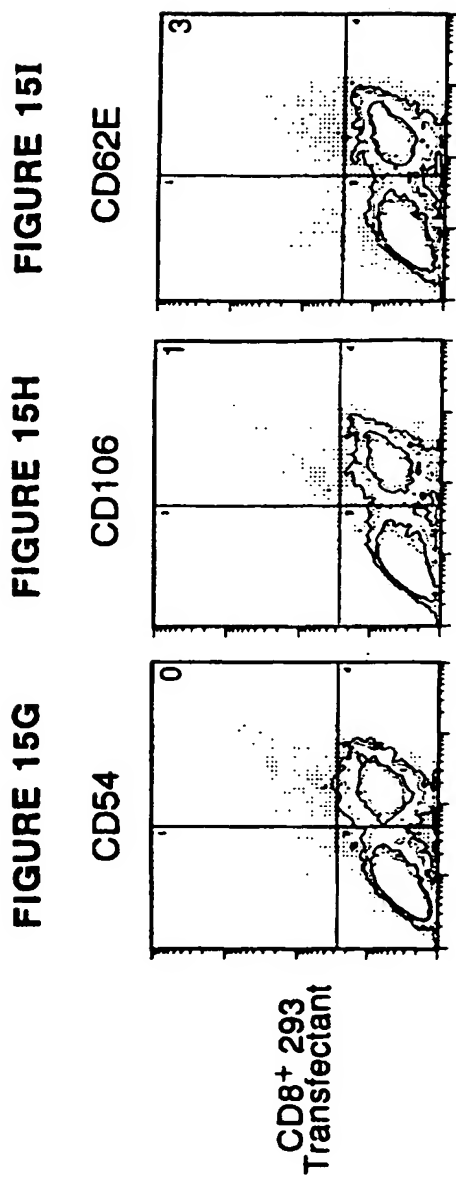 FIGURE 15G
FIGURE 15H
FIGURE 15I
CD54
CD106
CD62E
CD8+ 293
Transfectant
0
1
3